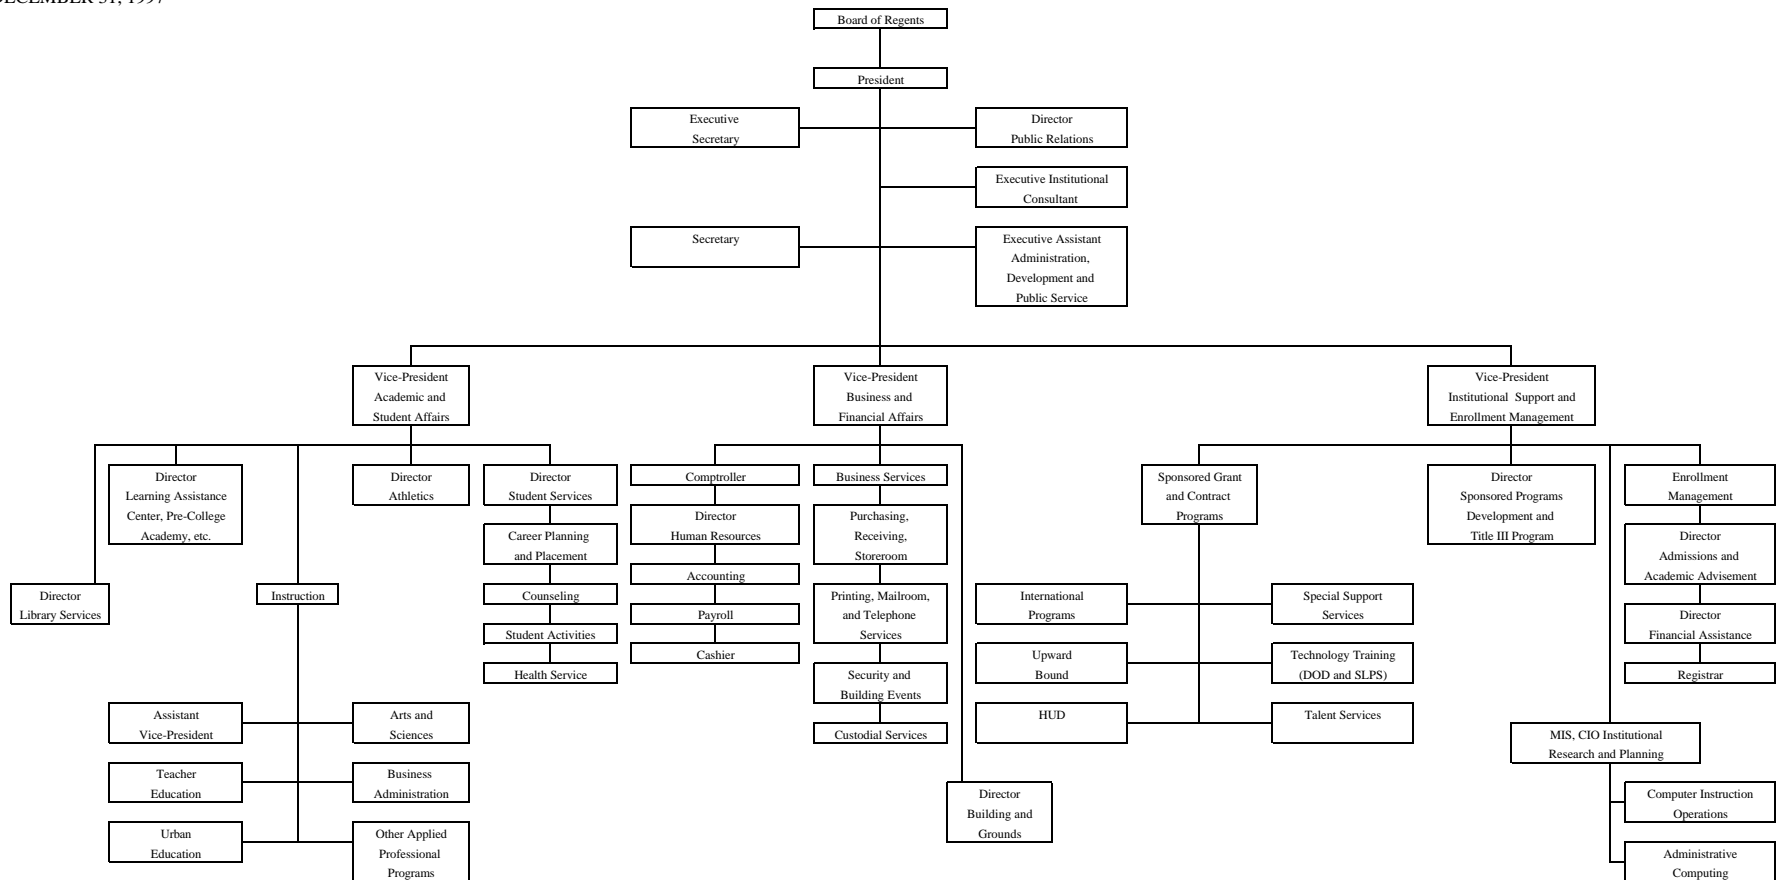 DECEMBER 31, 1997
Board of Regents
President
Executive
Secretary
Director
Public Relations
Executive Institutional
Consultant
Secretary
Executive Assistant
Administration,
Development and
Public Service
Vice-President
Academic and
Student Affairs
Vice-President
Business and
Financial Affairs
Vice-President
Institutional Support and
Enrollment Management
Director
Learning Assistance
Center, Pre-College
Academy, etc.
Director
Athletics
Director
Student Services
Comptroller
Business Services
Sponsored Grant
and Contract
Programs
Director
Sponsored Programs
Development and
Title III Program
Enrollment
Management
Career Planning
and Placement
Director
Human Resources
Purchasing,
Receiving,
Storeroom
Director
Admissions and
Academic Advisement
Accounting
Director
Library Services
Instruction
Counseling
Payroll
Printing, Mailroom,
and Telephone
Services
International
Programs
Special Support
Services
Director
Financial Assistance
Student Activities
Cashier
Upward
Bound
Technology Training
(DOD and SLPS)
Health Service
Security and
Building Events
Registrar
Assistant
Vice-President
Arts and
Sciences
Custodial Services
HUD
Talent Services
MIS, CIO Institutional
Research and Planning
Teacher
Education
Business
Administration
Director
Building and
Grounds
Computer Instruction
Operations
Urban
Education
Other Applied
Professional
Programs
Administrative
Computing